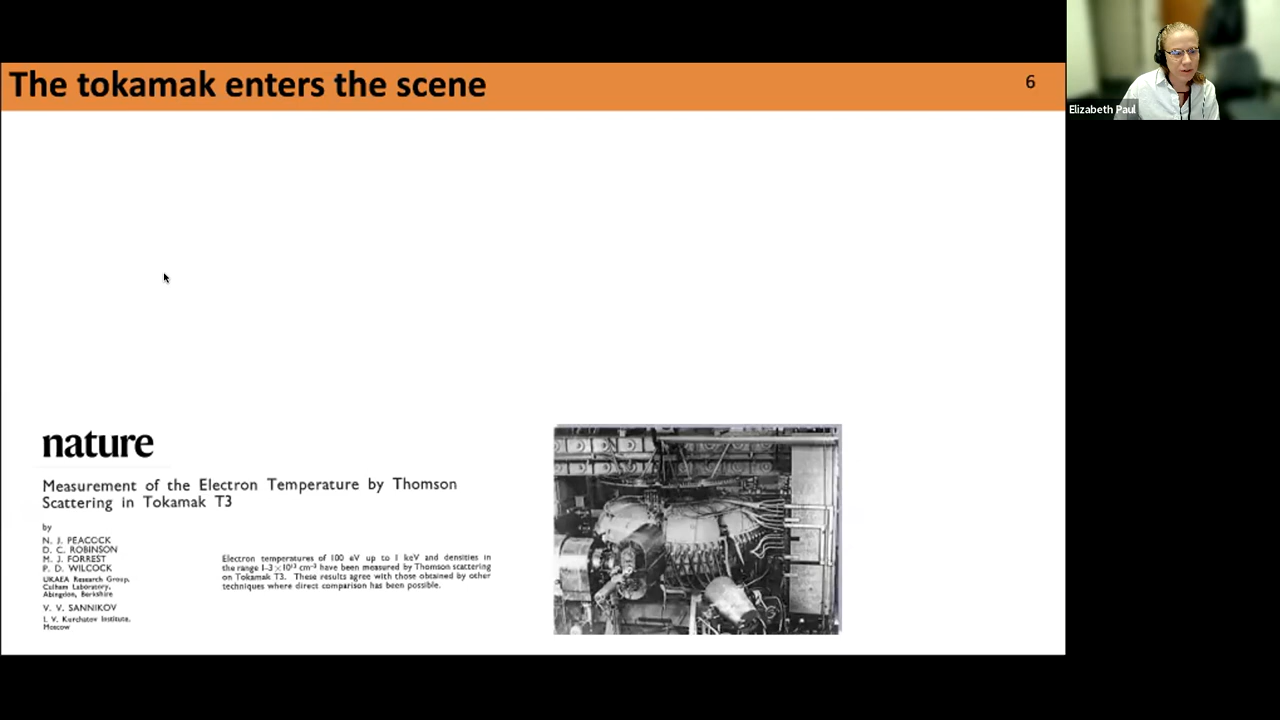 The tokamak enters the scene
6
Elizabeth Paul
nature
Measurement of the Electron Temperature by Thomson
Scattering in Tokamak T3
by
N. J. PEACOCK
D. C. ROBINSON
M. J. FORREST
P. D. WILCOCK
UKAEA Research Group,
Culham Laboratory,
Abingdon, Berkshire
V. V. SANNIKOV
I. V. Kurchatov Institute,
Moscow
Electron temperatures of 100 eV up to 1 keV and densities in
the range 1–3 × 10¹³ cm⁻³ have been measured by Thomson scattering
on Tokamak T3. These results agree with those obtained by other
techniques where direct comparison has been possible.